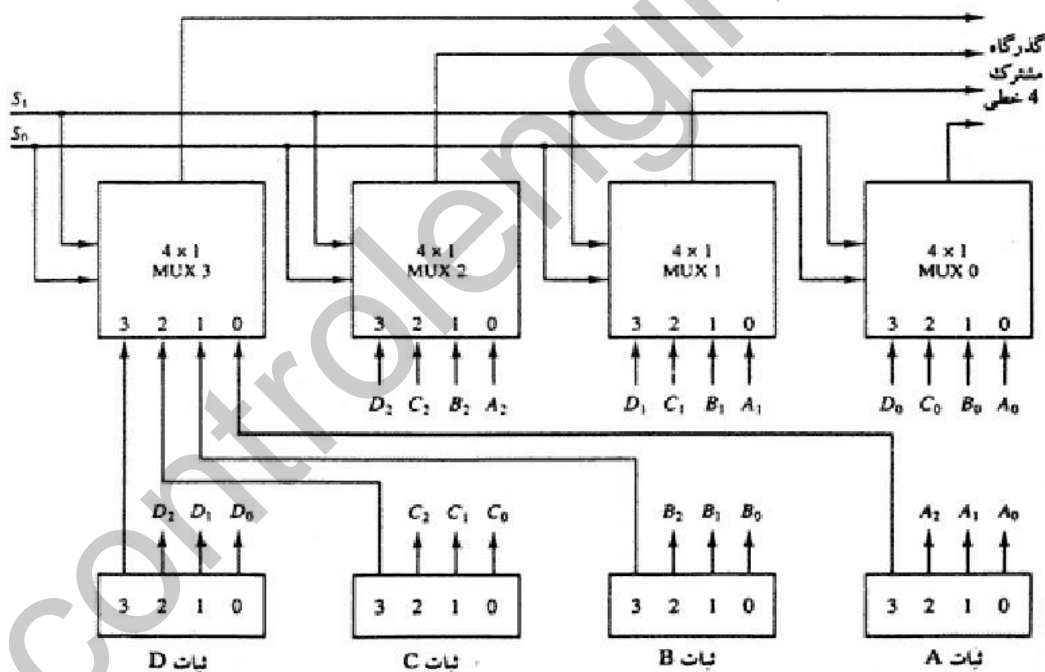 گذرگاه
مشترك
4 خطی
S₁
S₀
4 × 1
MUX 3
3 2 1 0
4 × 1
MUX 2
3 2 1 0
4 × 1
MUX 1
3 2 1 0
4 × 1
MUX 0
3 2 1 0
D₂ C₂ B₂ A₂
D₁ C₁ B₁ A₁
D₀ C₀ B₀ A₀
D₂ D₁ D₀
C₂ C₁ C₀
B₂ B₁ B₀
A₂ A₁ A₀
3 2 1 0
3 2 1 0
3 2 1 0
3 2 1 0
ثبات D
ثبات C
ثبات B
ثبات A
controlengin